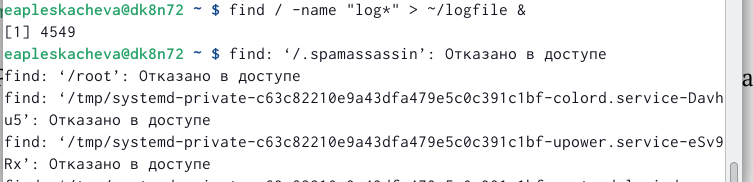 eapleskacheva@dk8n72 ~ $ find / -name "log*" > ~/logfile &
[1] 4549
eapleskacheva@dk8n72 ~ $ find: ‘/.spamassassin’: Отказано в доступе
find: ‘/root’: Отказано в доступе
find: ‘/tmp/systemd-private-c63c82210e9a43dfa479e5c0c391c1bf-colord.service-Davh
u5’: Отказано в доступе
find: ‘/tmp/systemd-private-c63c82210e9a43dfa479e5c0c391c1bf-upower.service-eSv9
Rx’: Отказано в доступе